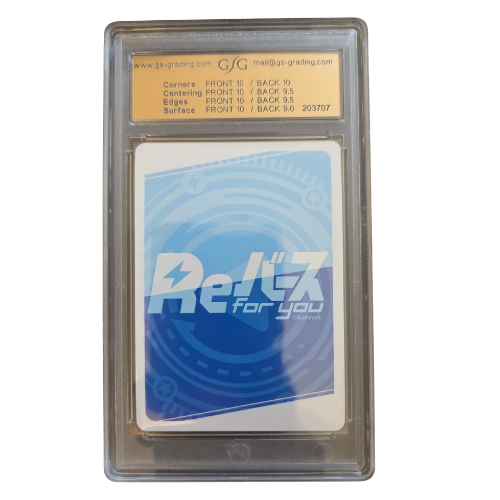 www.gs-grading.com GSG mail@gs-grading.com
Corners FRONT 10 / BACK 10
Centering FRONT 10 / BACK 9.5
Edges FRONT 10 / BACK 9.5
Surface FRONT 10 / BACK 9.0 203707
Reバース
for you